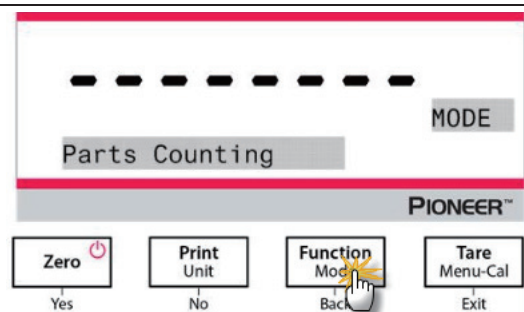 --------
MODE
Parts Counting
PIONEER™
Zero Print Function Tare
Unit Mode Menu-Cal
Yes No Back Exit